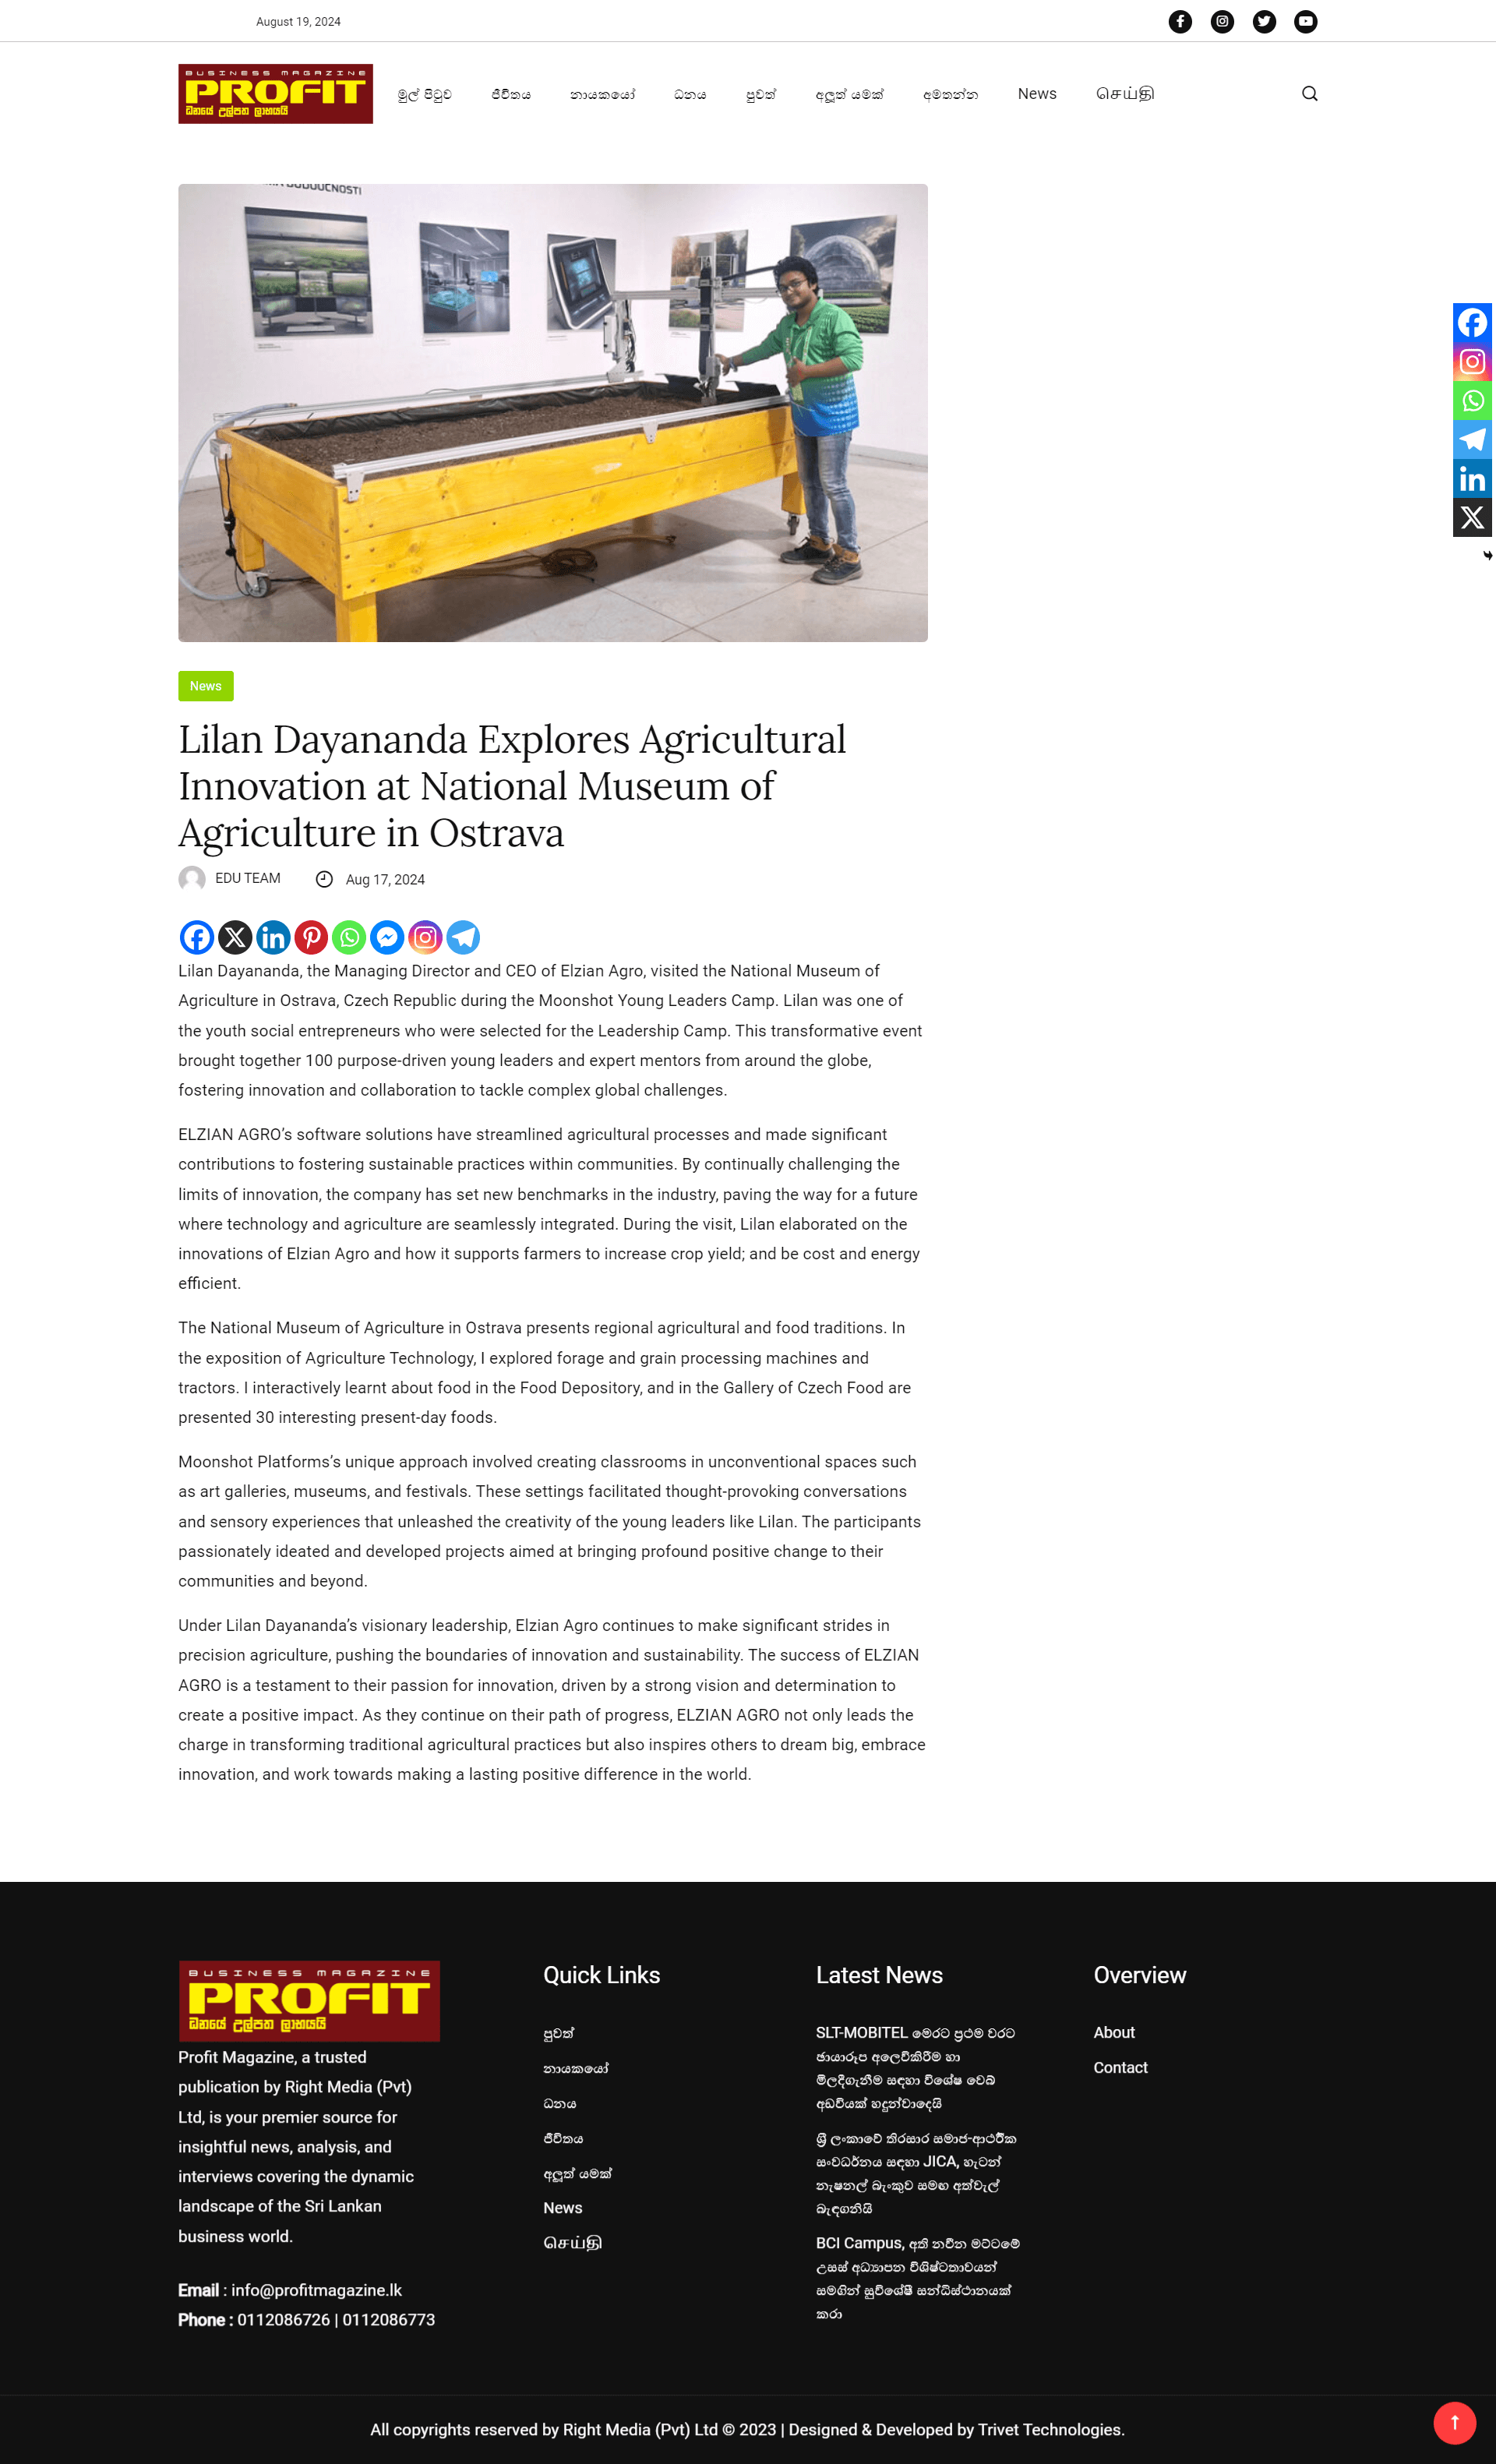 August 19, 2024
BUSINESS MAGAZINE
PROFIT
ධනයේ උල්පත ලාභයයි
මුල් පිටුව
ජීවිතය
නායකයෝ
ධනය
පුවත්
අලූත් යමක්
අමතන්න
News
செய்தி
News
Lilan Dayananda Explores Agricultural
Innovation at National Museum of
Agriculture in Ostrava
EDU TEAM
Aug 17, 2024
Lilan Dayananda, the Managing Director and CEO of Elzian Agro, visited the National Museum of
Agriculture in Ostrava, Czech Republic during the Moonshot Young Leaders Camp. Lilan was one of
the youth social entrepreneurs who were selected for the Leadership Camp. This transformative event
brought together 100 purpose-driven young leaders and expert mentors from around the globe,
fostering innovation and collaboration to tackle complex global challenges.
ELZIAN AGRO’s software solutions have streamlined agricultural processes and made significant
contributions to fostering sustainable practices within communities. By continually challenging the
limits of innovation, the company has set new benchmarks in the industry, paving the way for a future
where technology and agriculture are seamlessly integrated. During the visit, Lilan elaborated on the
innovations of Elzian Agro and how it supports farmers to increase crop yield; and be cost and energy
efficient.
The National Museum of Agriculture in Ostrava presents regional agricultural and food traditions. In
the exposition of Agriculture Technology, I explored forage and grain processing machines and
tractors. I interactively learnt about food in the Food Depository, and in the Gallery of Czech Food are
presented 30 interesting present-day foods.
Moonshot Platforms’s unique approach involved creating classrooms in unconventional spaces such
as art galleries, museums, and festivals. These settings facilitated thought-provoking conversations
and sensory experiences that unleashed the creativity of the young leaders like Lilan. The participants
passionately ideated and developed projects aimed at bringing profound positive change to their
communities and beyond.
Under Lilan Dayananda’s visionary leadership, Elzian Agro continues to make significant strides in
precision agriculture, pushing the boundaries of innovation and sustainability. The success of ELZIAN
AGRO is a testament to their passion for innovation, driven by a strong vision and determination to
create a positive impact. As they continue on their path of progress, ELZIAN AGRO not only leads the
charge in transforming traditional agricultural practices but also inspires others to dream big, embrace
innovation, and work towards making a lasting positive difference in the world.
BUSINESS MAGAZINE
PROFIT
ධනයේ උල්පත ලාභයයි
Profit Magazine, a trusted
publication by Right Media (Pvt)
Ltd, is your premier source for
insightful news, analysis, and
interviews covering the dynamic
landscape of the Sri Lankan
business world.
Email : info@profitmagazine.lk
Phone : 0112086726 | 0112086773
Quick Links
පුවත්
නායකයෝ
ධනය
ජීවිතය
අලූත් යමක්
News
செய்தி
Latest News
SLT-MOBITEL මෙරට ප්‍රථම වරට
ඡායාරූප අලෙවිකිරීම හා
මිලදීගැනීම සඳහා විශේෂ වෙබ්
අඩවියක් හදුන්වාදෙයි
ශ්‍රී ලංකාවේ තිරසාර සමාජ-ආර්ථික
සංවර්ධනය සඳහා JICA, හැටන්
නැෂනල් බැංකුව සමඟ අත්වැල්
බැඳගනියි
BCI Campus, අති නවීන මට්ටමේ
උසස් අධ්‍යාපන විශිෂ්ටතාවයන්
සමගින් සුවිශේෂී සන්ධිස්ථානයක්
කරා
Overview
About
Contact
All copyrights reserved by Right Media (Pvt) Ltd © 2023 | Designed & Developed by Trivet Technologies.